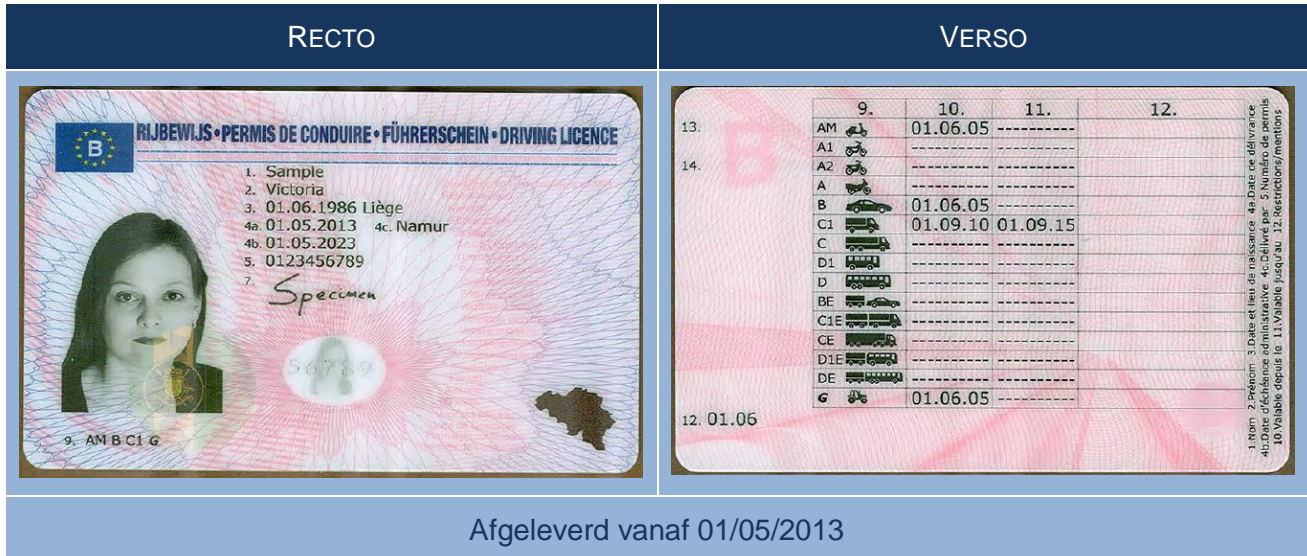 RECTO
VERSO
B
RIJBEWIJS•PERMIS DE CONDUIRE•FÜHRERSCHEIN•DRIVING LICENCE
1. Sample
2. Victoria
3. 01.06.1986 Liège
4a. 01.05.2013 4c. Namur
4b. 01.05.2023
5. 0123456789
7. Specimen
56789
9. AM B C1 G
9. 10. 11. 12.
13. AM 01.06.05 ----------
A1 ---------- ----------
14. A2 ---------- ----------
A ---------- ----------
B 01.06.05 ----------
C1 01.09.10 01.09.15
C ---------- ----------
D1 ---------- ----------
D ---------- ----------
BE ---------- ----------
C1E ---------- ----------
CE ---------- ----------
D1E ---------- ----------
DE ---------- ----------
G 01.06.05 ----------
12. 01.06
B
1.Nom 2.Prénom 3.Date et lieu de naissance 4a.Date de délivrance
4b.Date d'échéance administrative 4c.Délivré par 5.Numéro de permis
10.Valable depuis le 11.Valable jusqu'au 12.Restrictions/mentions
Afgeleverd vanaf 01/05/2013